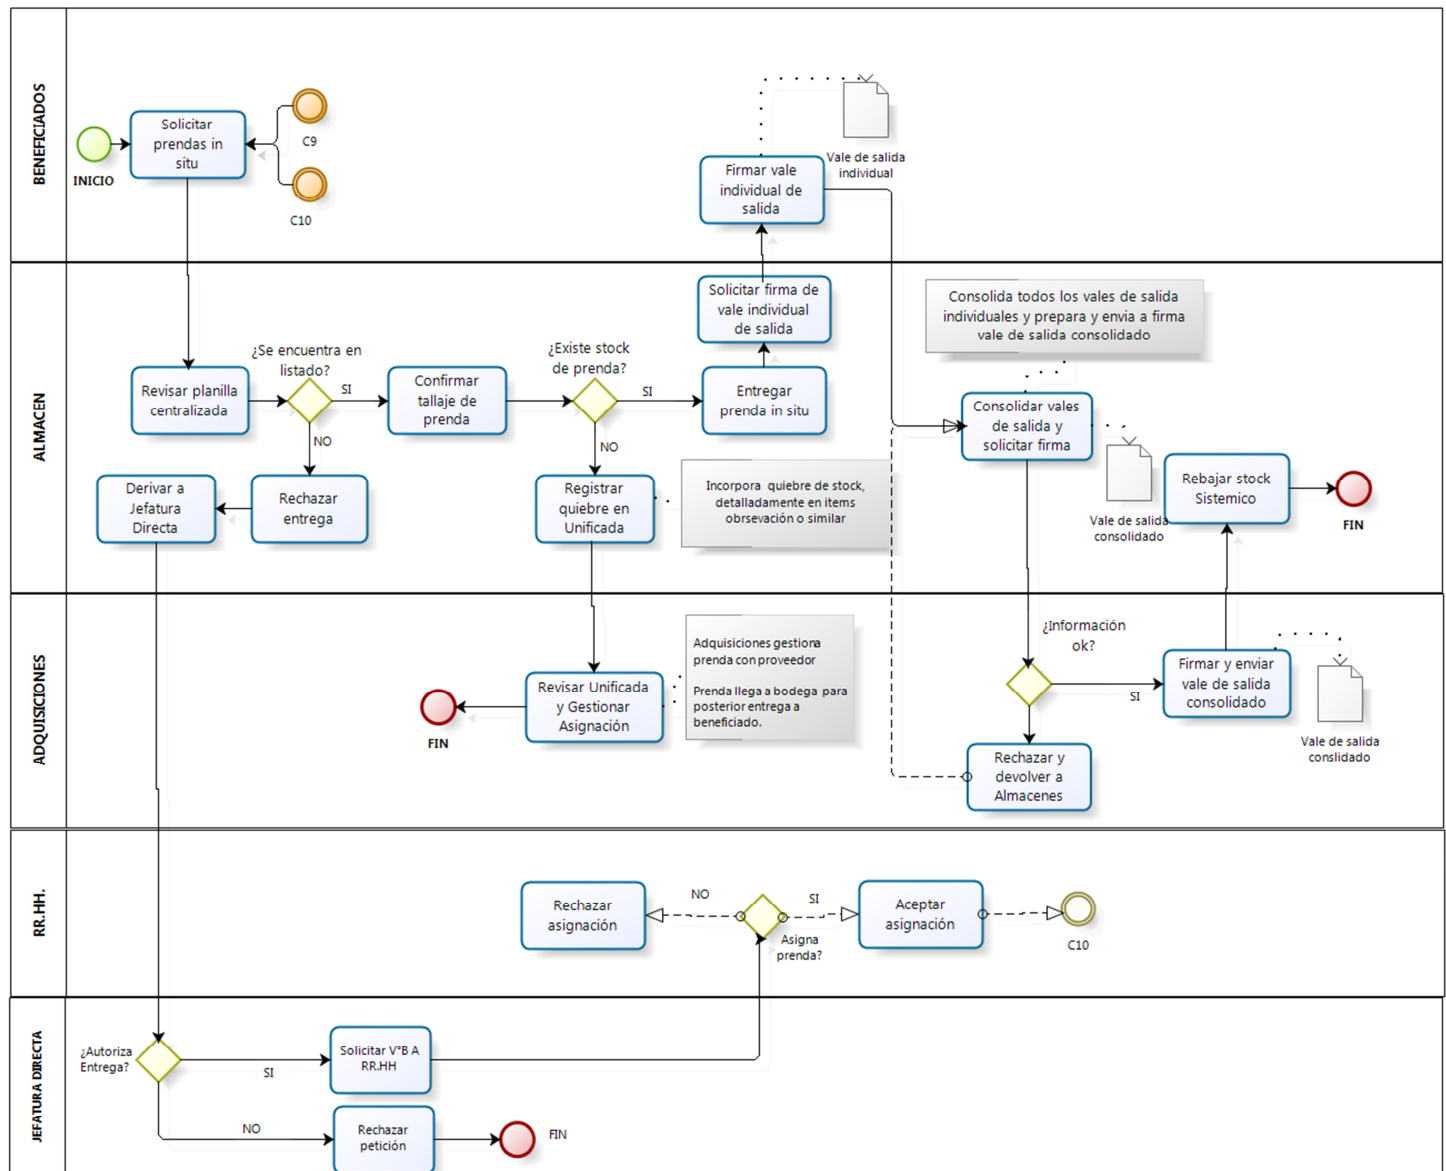 BENEFICIADOS
INICIO
Solicitar
prendas in
situ
C9
C10
Firmar vale
individual de
salida
Vale de salida
individual
ALMACEN
Revisar planilla
centralizada
¿Se encuentra en
listado?
SI
NO
Confirmar
tallaje de
prenda
¿Existe stock
de prenda?
SI
NO
Entregar
prenda in situ
Solicitar firma de
vale individual
de salida
Consolida todos los vales de salida
individuales y prepara y envia a firma
vale de salida consolidado
Consolidar vales
de salida y
solicitar firma
Vale de salida
consolidado
Rebajar stock
Sistemico
FIN
Derivar a
Jefatura
Directa
Rechazar
entrega
Registrar
quiebre en
Unificada
Incorpora quiebre de stock,
detalladamente en items
obrsevación o similar
ADQUISICIONES
FIN
Revisar Unificada
y Gestionar
Asignación
Adquisiciones gestiona
prenda con proveedor
Prenda llega a bodega para
posterior entrega a
beneficiado.
¿Información
ok?
SI
Firmar y enviar
vale de salida
consolidado
Vale de salida
conslidado
Rechazar y
devolver a
Almacenes
RR.HH.
Rechazar
asignación
NO
SI
Asigna
prenda?
Aceptar
asignación
C10
JEFATURA DIRECTA
¿Autoriza
Entrega?
SI
Solicitar V°B A
RR.HH
NO
Rechazar
petición
FIN